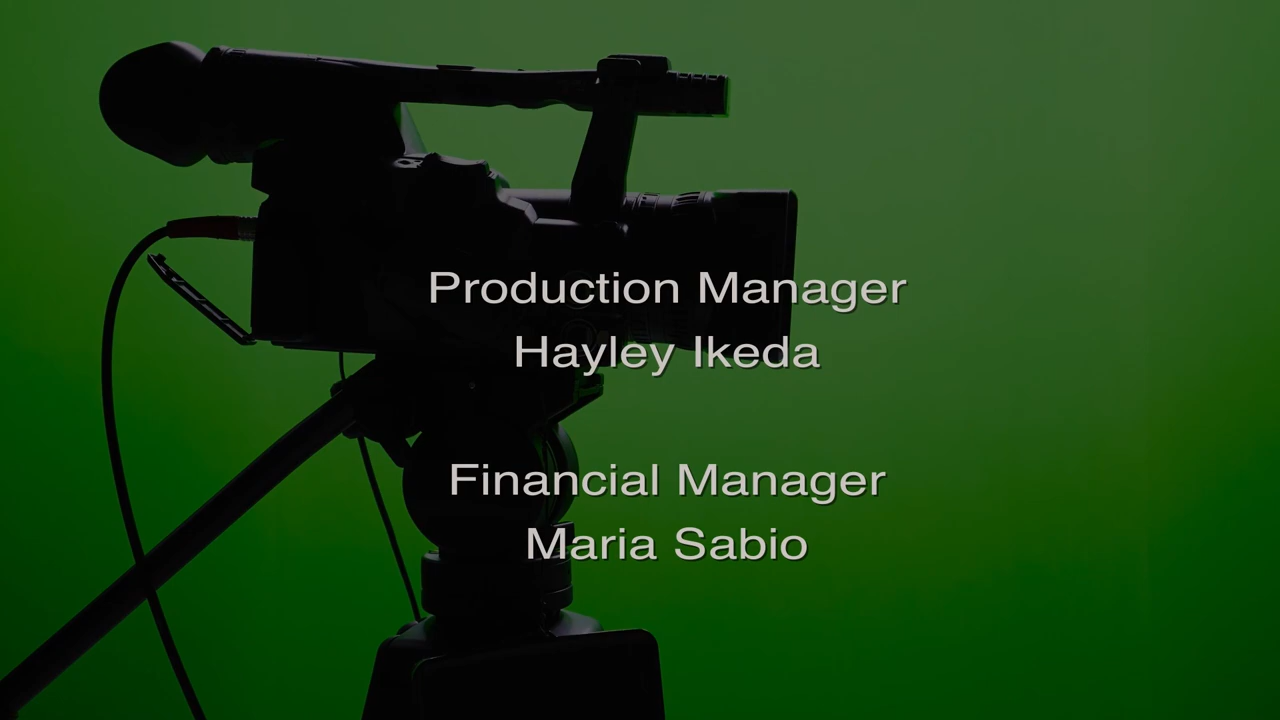 Production Manager
Hayley Ikeda
Financial Manager
Maria Sabio